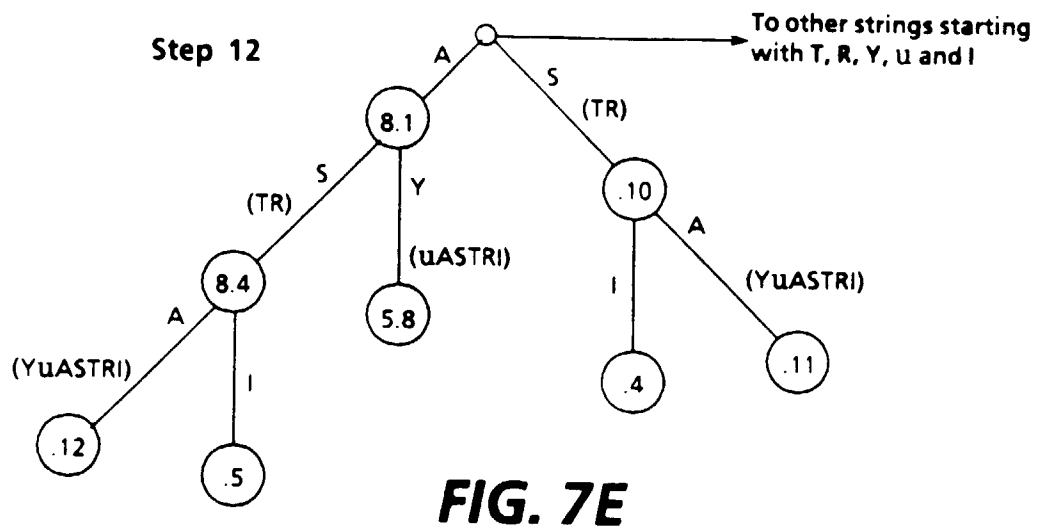 Step 12
To other strings starting
with T, R, Y, u and I
A
S
(TR)
8.1
.10
S
(TR)
Y
(uASTRI)
A
(YuASTRI)
I
8.4
5.8
.4
.11
A
(YuASTRI)
I
.12
.5
FIG. 7E